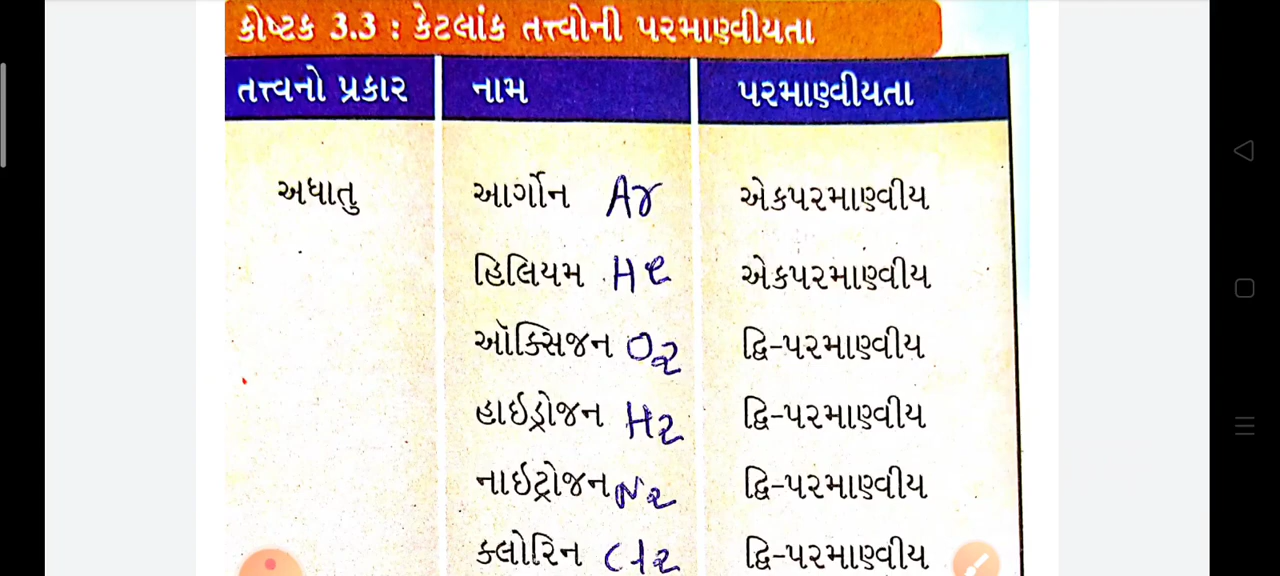 કોષ્ટક 3.3 : કેટલાંક તત્ત્વોની પરમાણ્વીયતા
તત્ત્વનો પ્રકાર નામ પરમાણ્વીયતા
અધાતુ આર્ગોન Ar એકપરમાણ્વીય
હિલિયમ He એકપરમાણ્વીય
ઑક્સિજન O2 દ્વિ-પરમાણ્વીય
હાઇડ્રોજન H2 દ્વિ-પરમાણ્વીય
નાઇટ્રોજન N2 દ્વિ-પરમાણ્વીય
ક્લોરિન Cl2 દ્વિ-પરમાણ્વીય